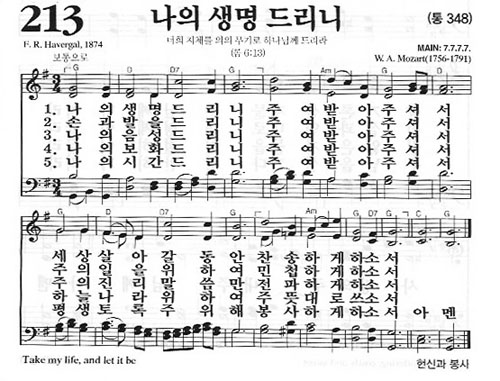 213 나의 생명 드리니 (통 348)
너희 지체를 의의 무기로 하나님께 드리라
F. R. Havergal, 1874 (롬 6:13) MAIN: 7.7.7.7.
보통으로 W. A. Mozart(1756-1791)
1. 나 의 생 명 드 리 니 주 여 받 아 주 셔 서
2. 손 과 발 을 드 리 니 주 여 받 아 주 셔 서
3. 나 의 음 성 드 리 니 주 여 받 아 주 셔 서
4. 나 의 보 화 드 리 니 주 여 받 아 주 셔 서
5. 나 의 시 간 드 리 니 주 여 받 아 주 셔 서
세 상 살 아 갈 동 안 찬 송 하 게 하 소 서
주 의 일 을 위 하 여 민 첩 하 게 하 소 서
주 의 진 리 말 씀 만 전 파 하 게 하 소 서
하 늘 나 라 위 하 여 주 뜻 대 로 쓰 소 서
평 생 토 록 주 위 해 봉 사 하 게 하 소 서 아 멘
Take my life, and let it be 헌신과 봉사